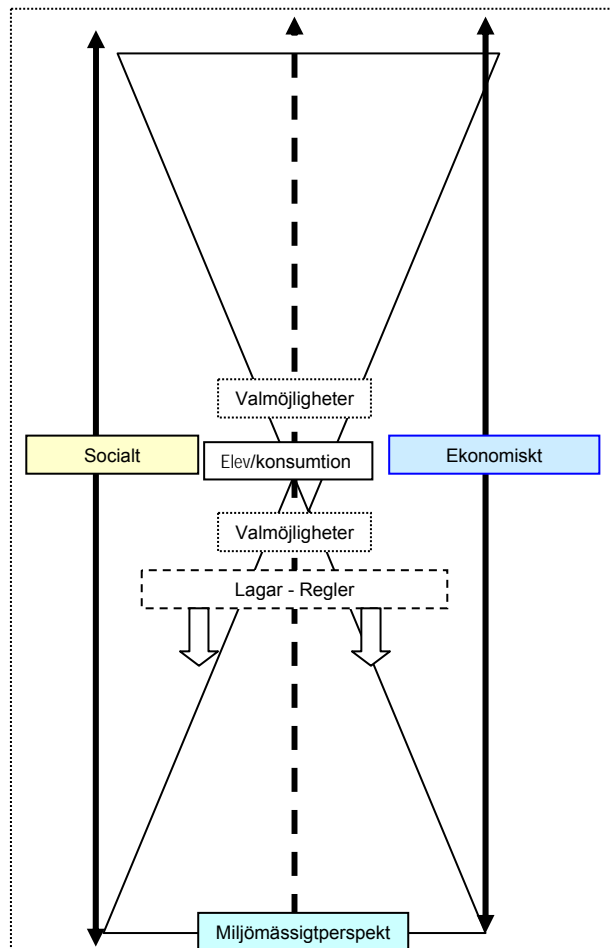 Valmöjligheter
Socialt
Elev/konsumtion
Ekonomiskt
Valmöjligheter
Lagar - Regler
Miljömässigtperspekt